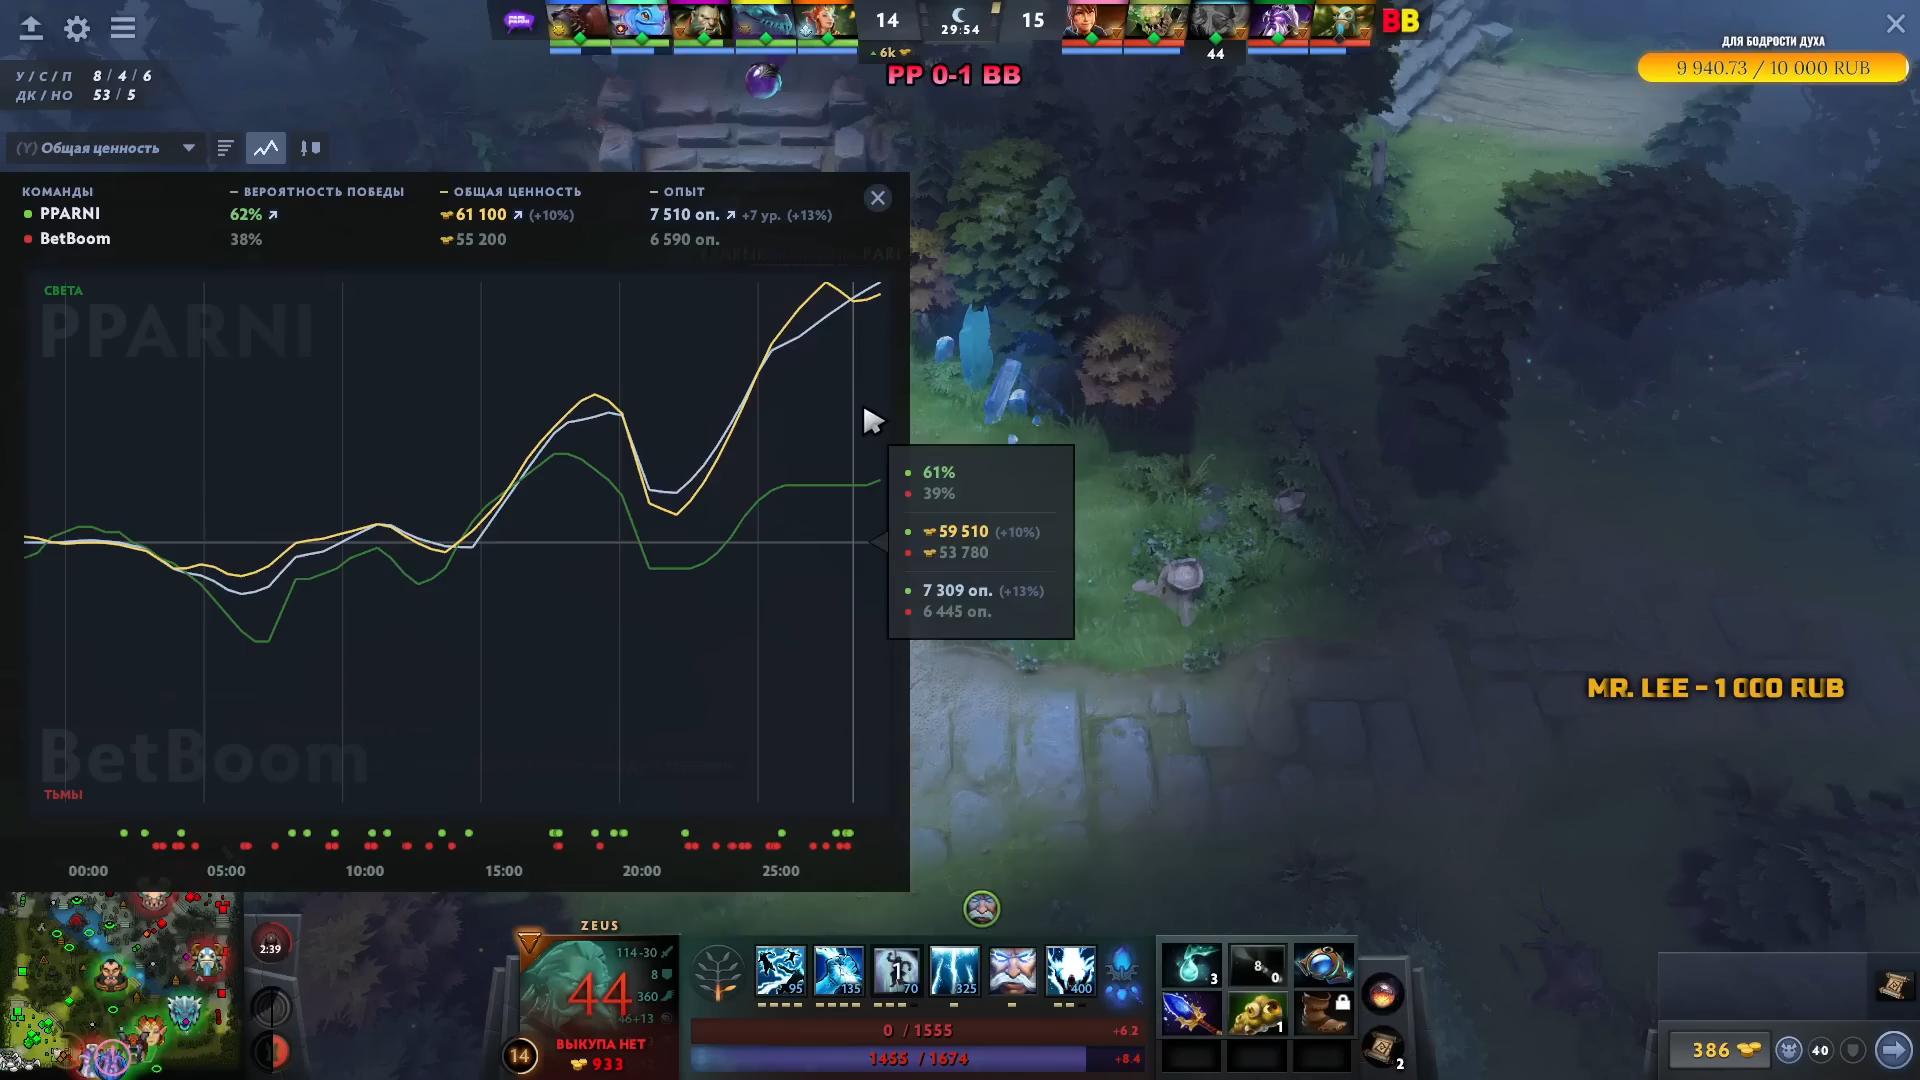 14
29:54
15
BB
6k
44
PP 0-1 BB
ДЛЯ БОДРОСТИ ДУХА
9 940.73 / 10 000 RUB
У / С / П 8 / 4 / 6
ДК / НО 53 / 5
(Y) Общая ценность
КОМАНДЫ
ВЕРОЯТНОСТЬ ПОБЕДЫ
ОБЩАЯ ЦЕННОСТЬ
ОПЫТ
PPARNI
62%
61 100 (+10%)
7 510 оп. +7 ур. (+13%)
BetBoom
38%
55 200
6 590 оп.
СВЕТА
PPARNI
61%
39%
59 510 (+10%)
53 780
7 309 оп. (+13%)
6 445 оп.
MR. LEE - 1 000 RUB
BetBoom
ТЬМЫ
00:00
05:00
10:00
15:00
20:00
25:00
2:39
ZEUS
114-30
8
360
44
14
ВЫКУПА НЕТ
933
95
135
1
70
325
400
0 / 1555
+6.2
1455 / 1674
+8.4
3
8
0
1
2
386
40